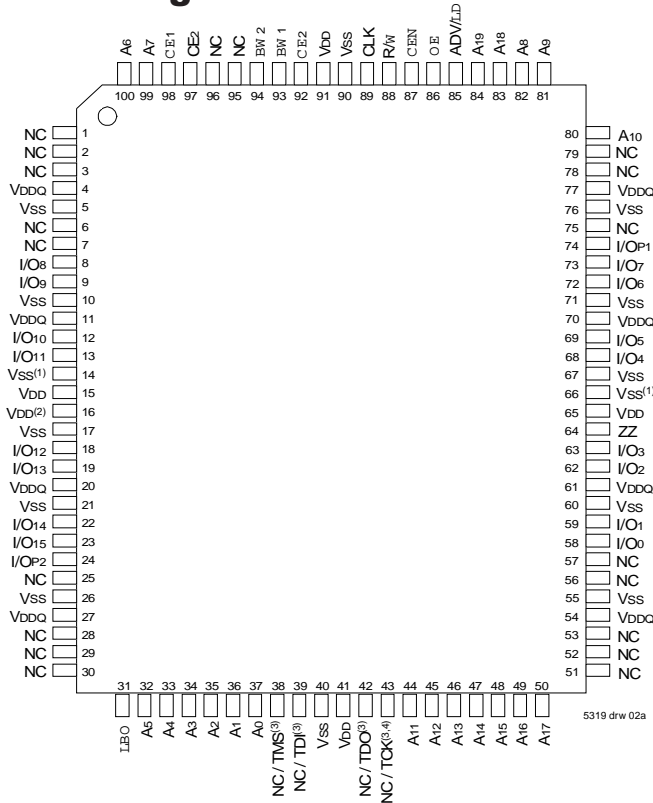 A6 A7 CE1 CE2 NC NC BW2 BW1 CE2 VDD VSS CLK R/W CEN OE ADV/LD A19 A18 A8 A9
100 99 98 97 96 95 94 93 92 91 90 89 88 87 86 85 84 83 82 81
NC 1 80 A10
NC 2 79 NC
NC 3 78 NC
VDDQ 4 77 VDDQ
VSS 5 76 VSS
NC 6 75 NC
NC 7 74 I/OP1
I/O8 8 73 I/O7
I/O9 9 72 I/O6
VSS 10 71 VSS
VDDQ 11 70 VDDQ
I/O10 12 69 I/O5
I/O11 13 68 I/O4
VSS(1) 14 67 VSS
VDD 15 66 VSS(1)
VDD(2) 16 65 VDD
VSS 17 64 ZZ
I/O12 18 63 I/O3
I/O13 19 62 I/O2
VDDQ 20 61 VDDQ
VSS 21 60 VSS
I/O14 22 59 I/O1
I/O15 23 58 I/O0
I/OP2 24 57 NC
NC 25 56 NC
VSS 26 55 VSS
VDDQ 27 54 VDDQ
NC 28 53 NC
NC 29 52 NC
NC 30 51 NC
31 32 33 34 35 36 37 38 39 40 41 42 43 44 45 46 47 48 49 50
LBO A5 A4 A3 A2 A1 A0 NC / TMS(3) NC / TDI(3) VSS VDD NC / TDO(3) NC / TCK(3,4) A11 A12 A13 A14 A15 A16 A17
5319 drw 02a